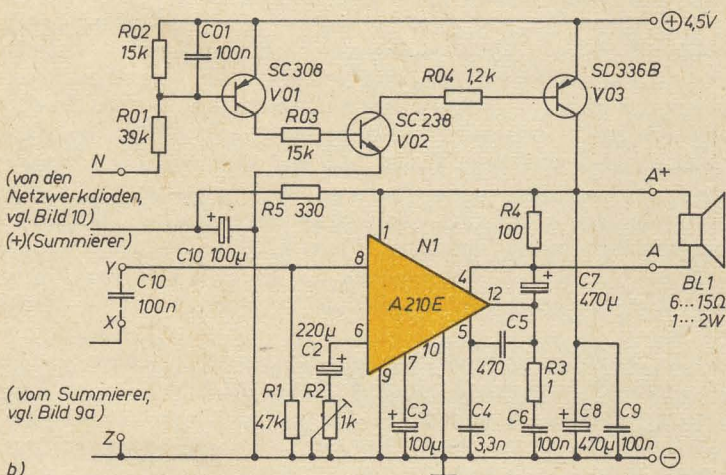 R02
15k
C01
100n
⊕ 4,5V
SC308
V01
R04 1,2k
SD336B
V03
R01
39k
R03
15k
SC238
V02
N
(von den
Netzwerkdioden,
vgl. Bild 10)
(+)(Summierer)
R5 330
+
C10 100µ
A+
R4
100
A
1
N1
Y
8
4
12
A210E
C10
100n
X
C7
470µ
+
BL1
6...15Ω
1...2W
220µ
C2
+
6
7
10
5
9
C5
470
R3
1
(vom Summierer,
vgl. Bild 9a)
R1
47k
R2
1k
+
C3
100µ
C4
3,3n
C6
100n
+
C8
470µ
C9
100n
Z
⊖
b)